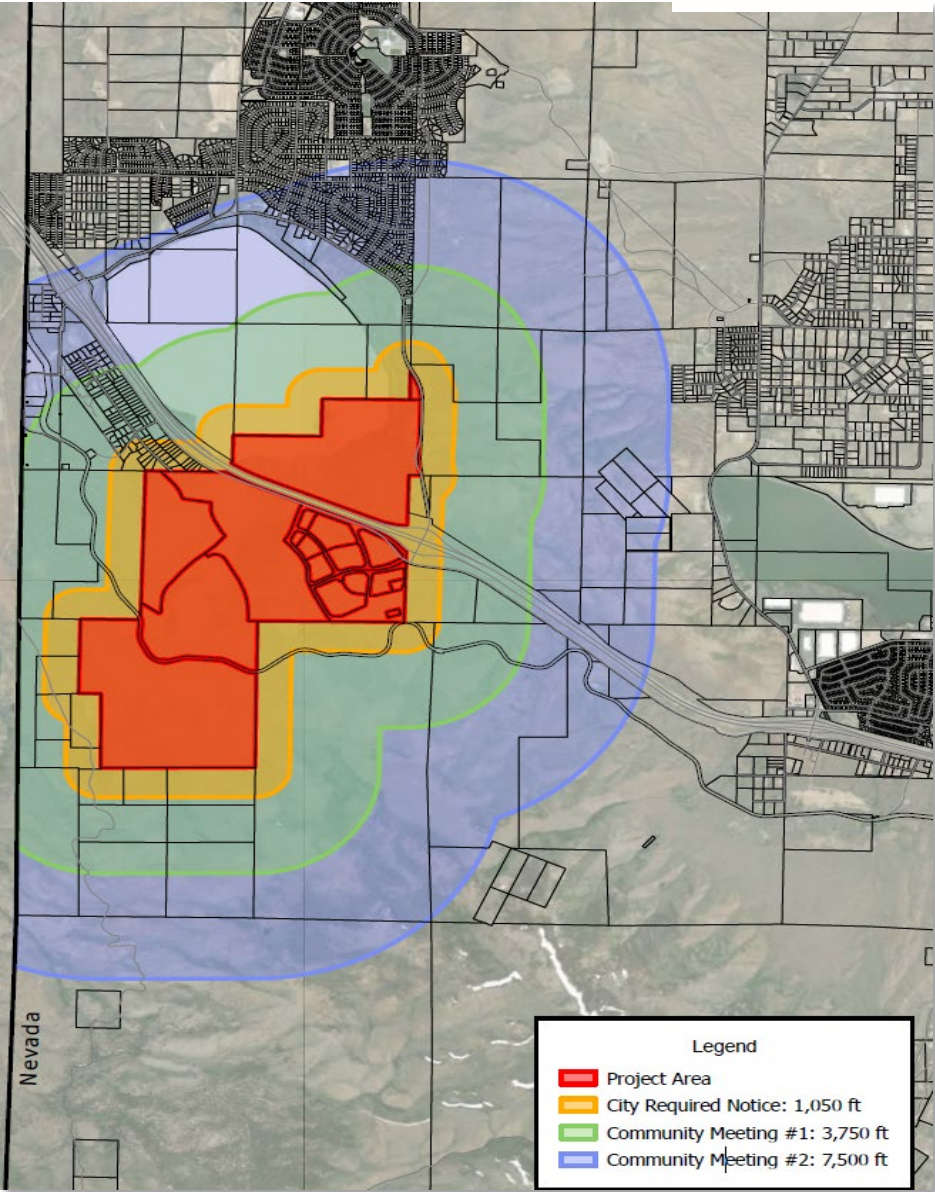 Nevada
Legend
Project Area
City Required Notice: 1,050 ft
Community Meeting #1: 3,750 ft
Community Meeting #2: 7,500 ft